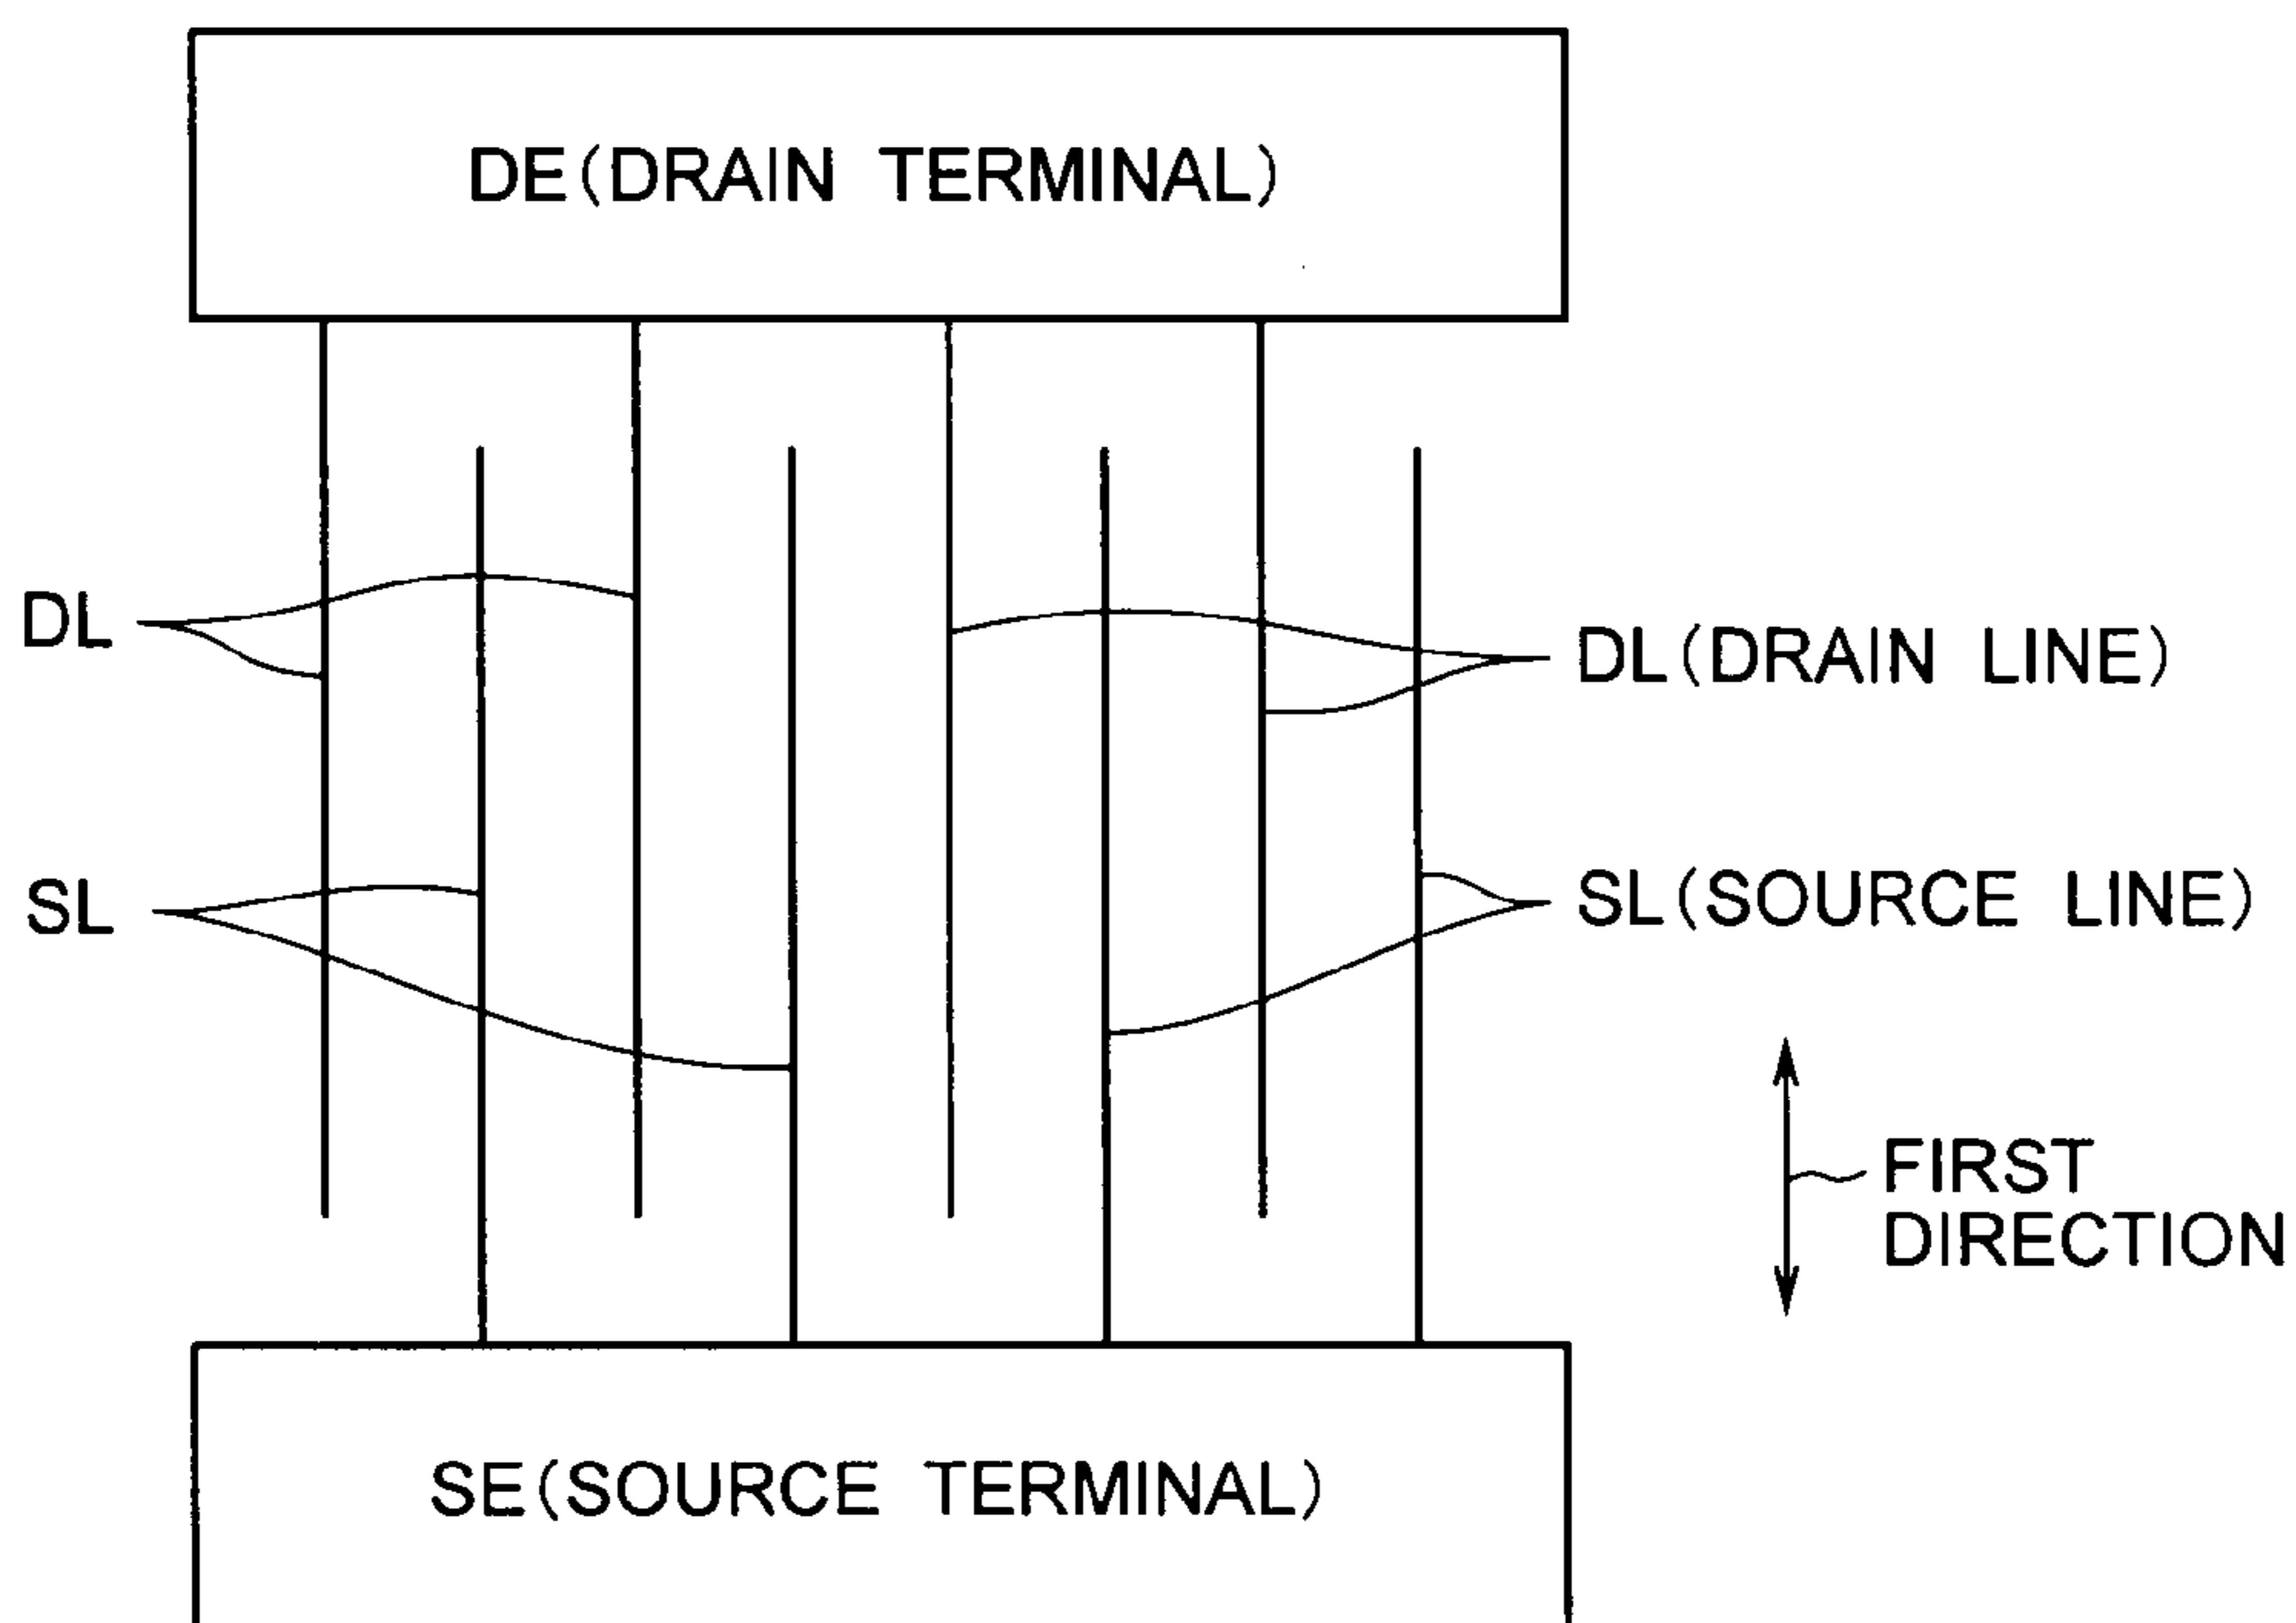 DE(DRAIN TERMINAL)
DL
DL(DRAIN LINE)
SL
SL(SOURCE LINE)
FIRST
DIRECTION
SE(SOURCE TERMINAL)